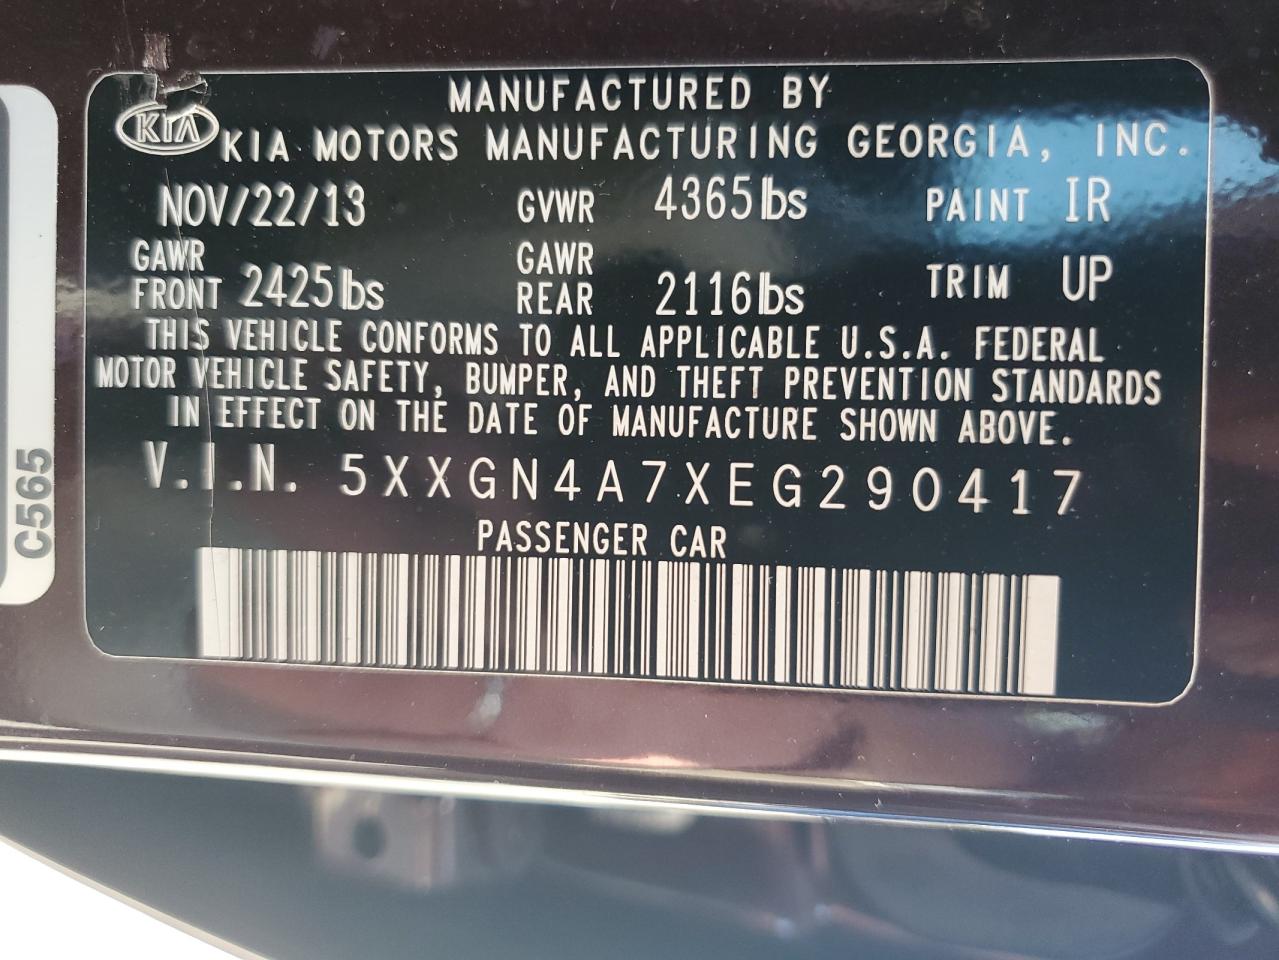 MANUFACTURED BY
KIA KIA MOTORS MANUFACTURING GEORGIA, INC.
NOV/22/13 GVWR 4365lbs PAINT IR
GAWR FRONT 2425lbs GAWR REAR 2116lbs TRIM UP
THIS VEHICLE CONFORMS TO ALL APPLICABLE U.S.A. FEDERAL
MOTOR VEHICLE SAFETY, BUMPER, AND THEFT PREVENTION STANDARDS
IN EFFECT ON THE DATE OF MANUFACTURE SHOWN ABOVE.
V.I.N. 5XXGN4A7XEG290417
PASSENGER CAR
C565